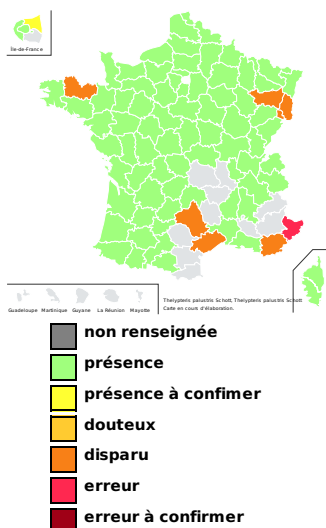 Île-de-France
Thelypteris palustris Schott, Thelypteris palustris Schott
Carte en cours d'élaboration.
Guadeloupe Martinique Guyane La Réunion Mayotte
non renseignée
présence
présence à confimer
douteux
disparu
erreur
erreur à confirmer